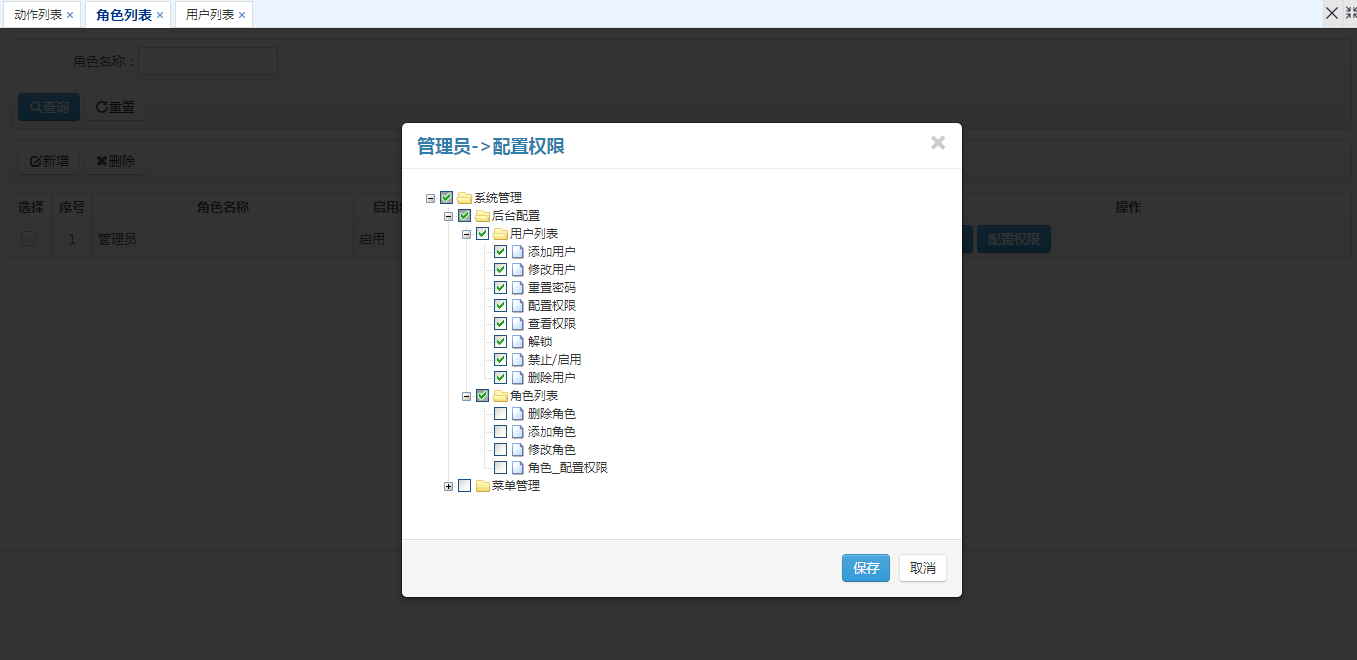 动作列表 × 角色列表 × 用户列表 ×
角色名称：
查询 重置
新增 删除
选择 序号 角色名称 启用 操作
1 管理员 启用 配置权限
管理员->配置权限 ×
系统管理
后台配置
用户列表
添加用户
修改用户
重置密码
配置权限
查看权限
解锁
禁止/启用
删除用户
角色列表
删除角色
添加角色
修改角色
角色_配置权限
菜单管理
保存 取消